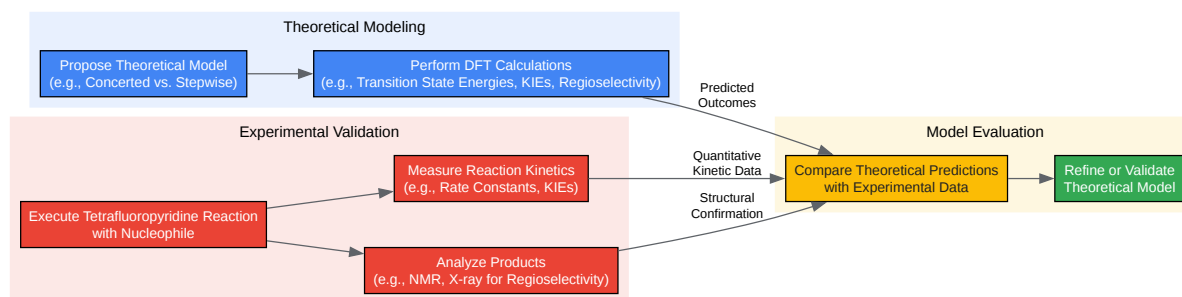 Theoretical Modeling
Propose Theoretical Model
(e.g., Concerted vs. Stepwise)
Perform DFT Calculations
(e.g., Transition State Energies, KIEs, Regioselectivity)
Predicted
Outcomes
Experimental Validation
Execute Tetrafluoropyridine Reaction
with Nucleophile
Measure Reaction Kinetics
(e.g., Rate Constants, KIEs)
Analyze Products
(e.g., NMR, X-ray for Regioselectivity)
Quantitative
Kinetic Data
Structural
Confirmation
Model Evaluation
Compare Theoretical Predictions
with Experimental Data
Refine or Validate
Theoretical Model